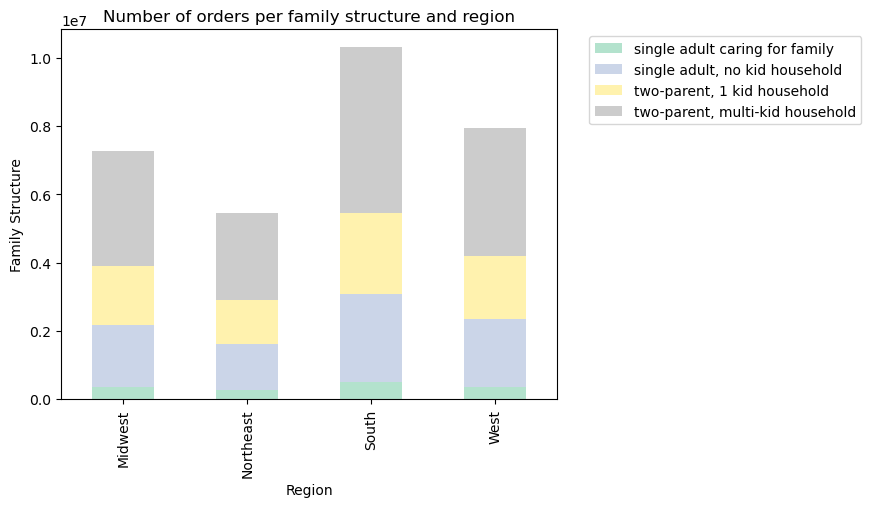 Number of orders per family structure and region
1e7
1.0
0.8
0.6
0.4
0.2
0.0
Family Structure
Midwest
Northeast
South
West
Region
single adult caring for family
single adult, no kid household
two-parent, 1 kid household
two-parent, multi-kid household